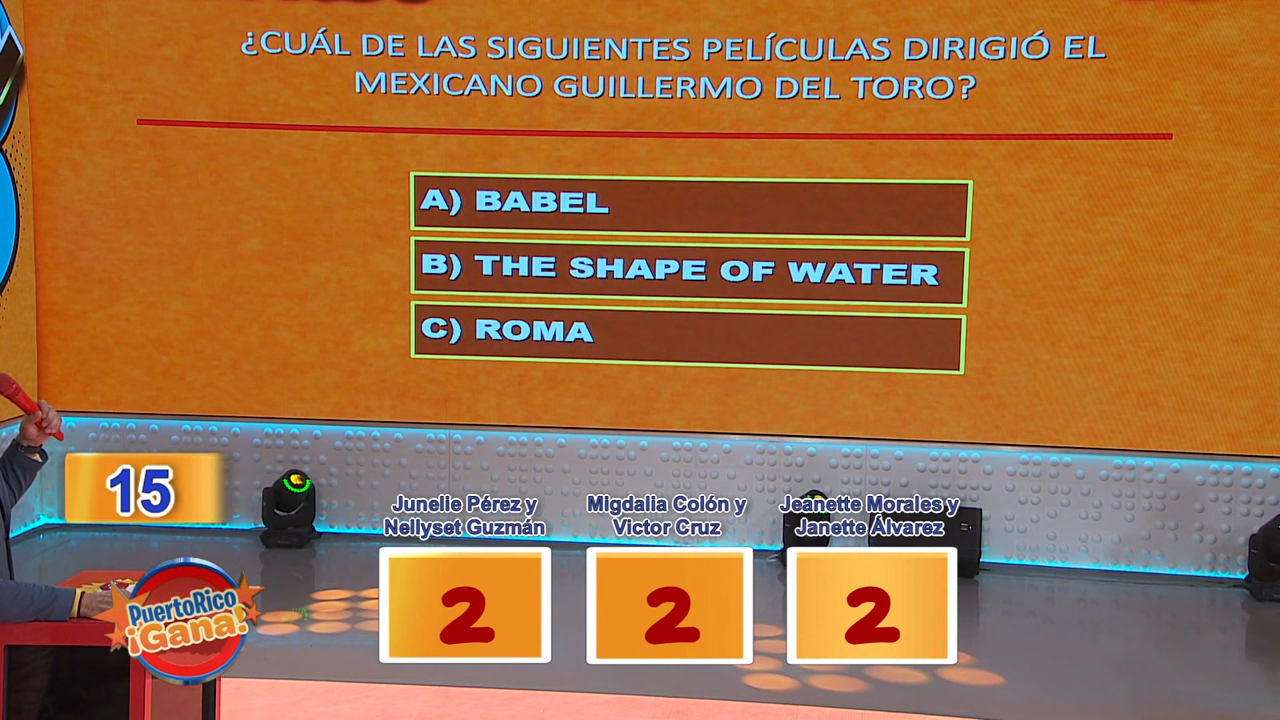 ¿CUÁL DE LAS SIGUIENTES PELÍCULAS DIRIGIÓ EL
MEXICANO GUILLERMO DEL TORO?
A) BABEL
B) THE SHAPE OF WATER
C) ROMA
15
Junelie Pérez y
Nellyset Guzmán
2
Migdalia Colón y
Victor Cruz
2
Jeanette Morales y
Janette Álvarez
2
PuertoRico
¡Gana!